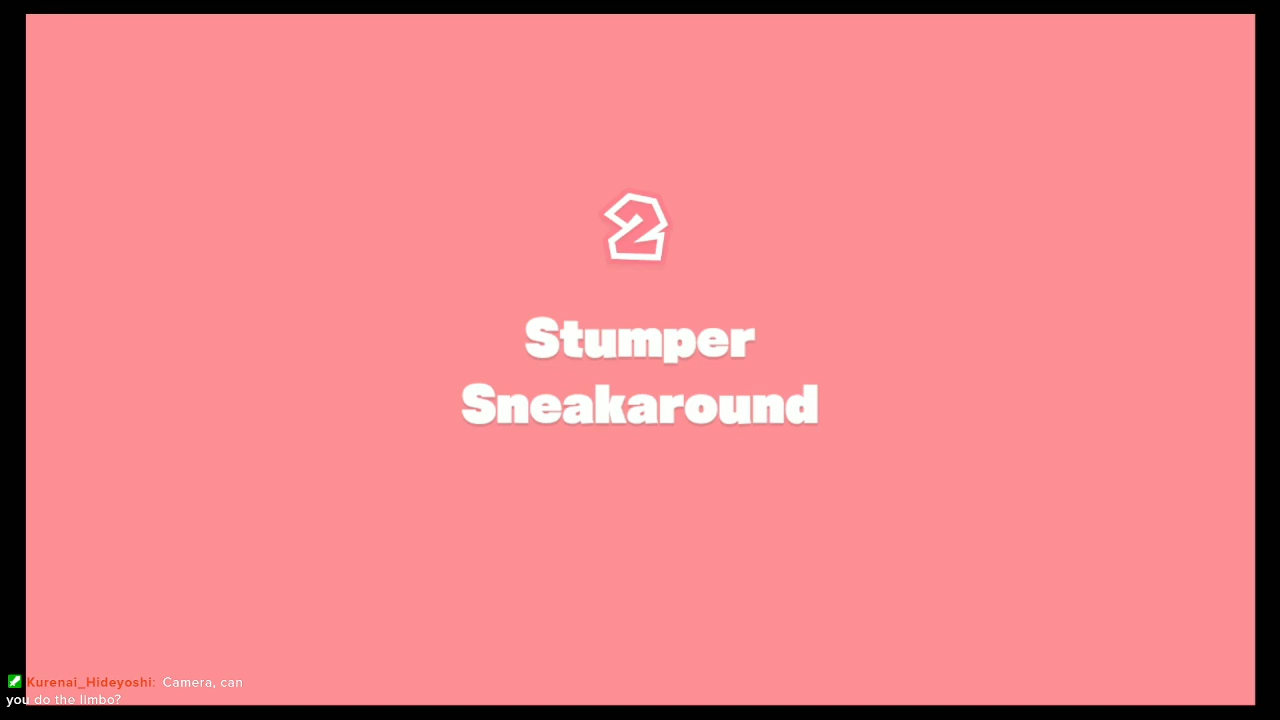 2
Stumper
Sneakaround
Kurenai_Hideyoshi: Camera, can
you do the limbo?